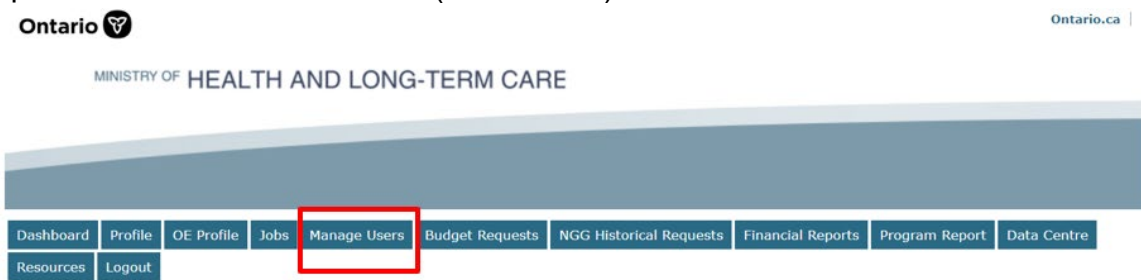 Ontario
Ontario.ca
MINISTRY OF HEALTH AND LONG-TERM CARE
Dashboard Profile OE Profile Jobs Manage Users Budget Requests NGG Historical Requests Financial Reports Program Report Data Centre
Resources Logout